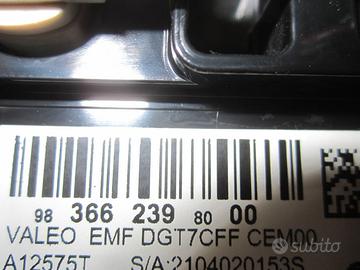 98 366 239 80 00
VALEO EMF DGT7CFF CEM00
A12575T S/A:2104020153S
subito